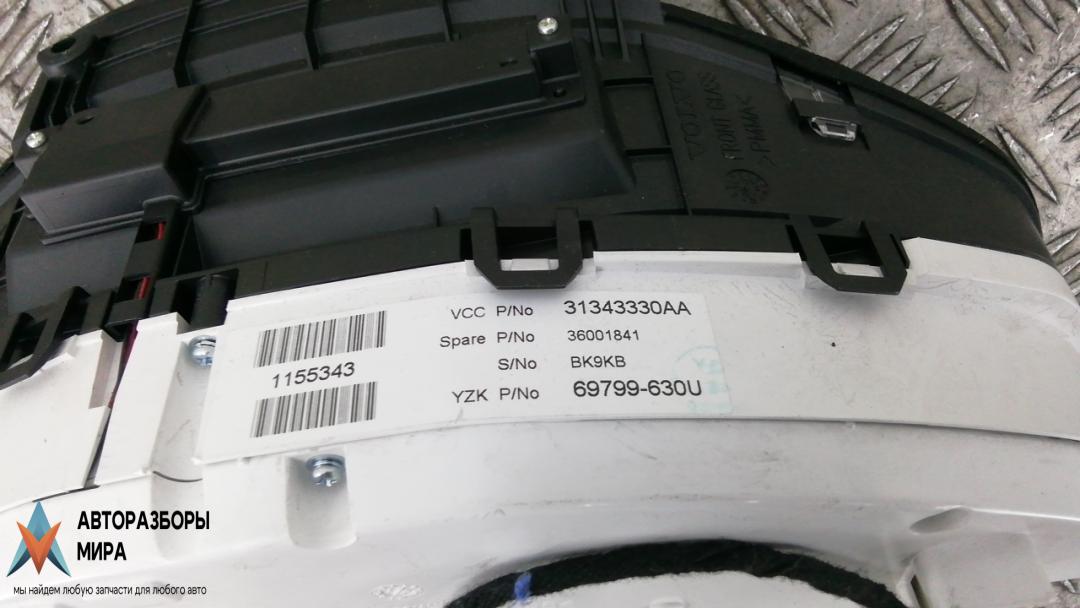 FRONT GLASS
>PMMA<
VCC P/No 31343330AA
Spare P/No 36001841
S/No BK9KB
YZK P/No 69799-630U
1155343
АВТОРАЗБОРЫ
МИРА
мы найдем любую запчасти для любого авто